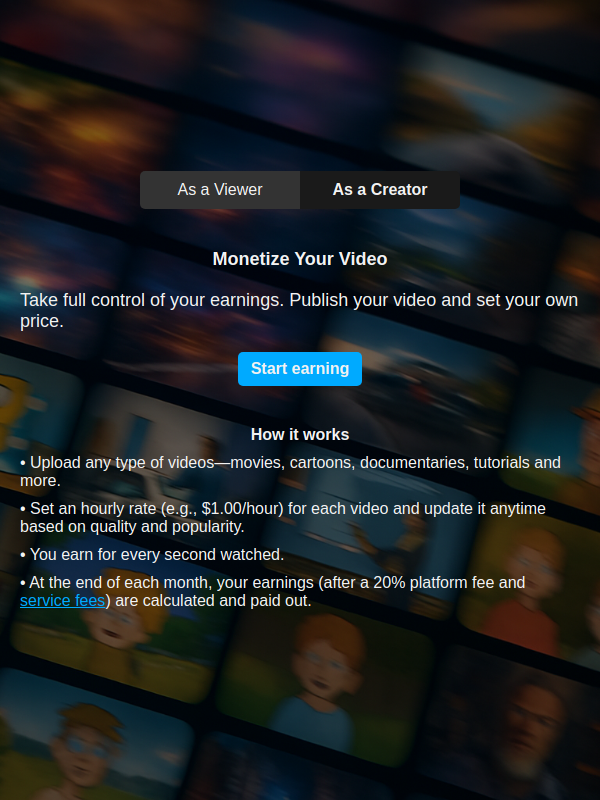 As a Viewer
As a Creator
Monetize Your Video
Take full control of your earnings. Publish your video and set your own
price.
Start earning
How it works
• Upload any type of videos—movies, cartoons, documentaries, tutorials and
more.
• Set an hourly rate (e.g., $1.00/hour) for each video and update it anytime
based on quality and popularity.
• You earn for every second watched.
• At the end of each month, your earnings (after a 20% platform fee and
service fees) are calculated and paid out.